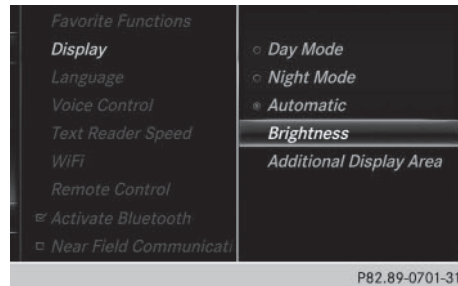 Favorite Functions
Display
Language
Voice Control
Text Reader Speed
WiFi
Remote Control
Activate Bluetooth
Near Field Communicati
Day Mode
Night Mode
Automatic
Brightness
Additional Display Area
P82.89-0701-31